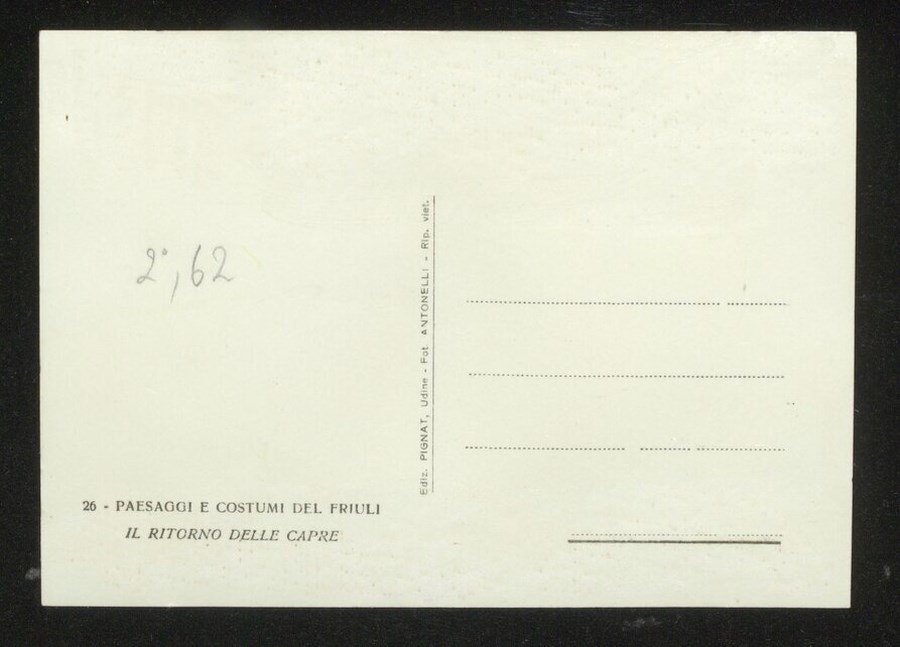 2°,62
Ediz. PIGNAT, Udine - Fot. ANTONELLI - Rip. viet.
26 - PAESAGGI E COSTUMI DEL FRIULI
IL RITORNO DELLE CAPRE